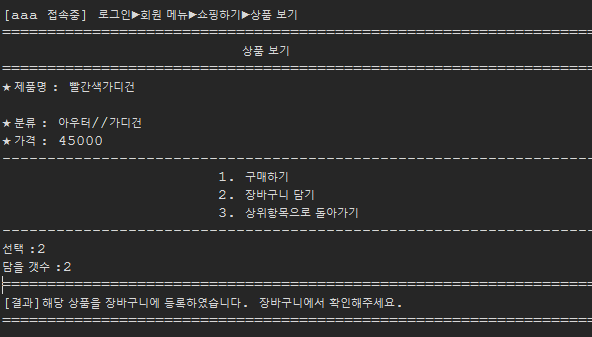 [aaa 접속중] 로그인▶회원 메뉴▶쇼핑하기▶상품 보기
==================================================================
상품 보기
==================================================================
★제품명 : 빨간색가디건
★분류 : 아우터//가디건
★가격 : 45000
------------------------------------------------------------------
1. 구매하기
2. 장바구니 담기
3. 상위항목으로 돌아가기
------------------------------------------------------------------
선택 :2
담을 갯수 :2
==================================================================
[결과]해당 상품을 장바구니에 등록하였습니다. 장바구니에서 확인해주세요.
==================================================================